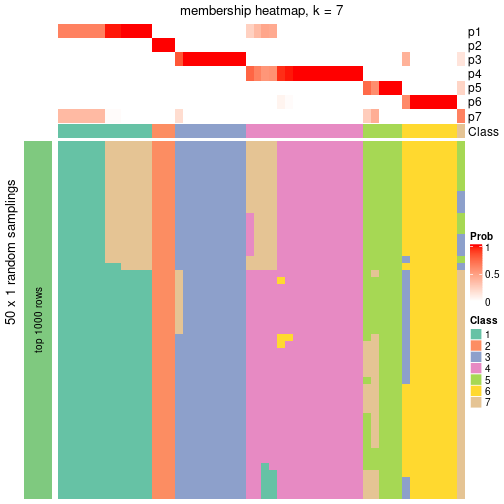 membership heatmap, k = 7
p1
p2
p3
p4
p5
p6
p7
Class
50 x 1 random samplings
top 1000 rows
Prob
1
0.5
0
Class
1
2
3
4
5
6
7